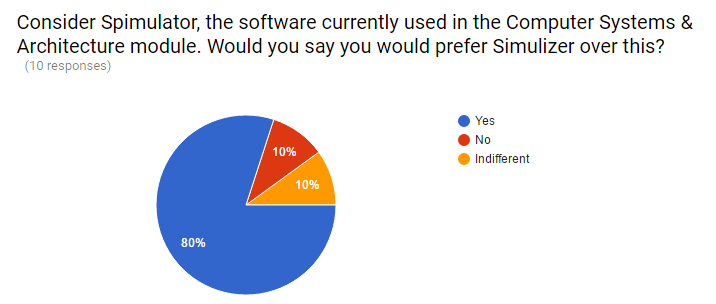 Consider Spimulator, the software currently used in the Computer Systems &
Architecture module. Would you say you would prefer Simulizer over this?
(10 responses)
Yes
No
Indifferent
10%
10%
80%